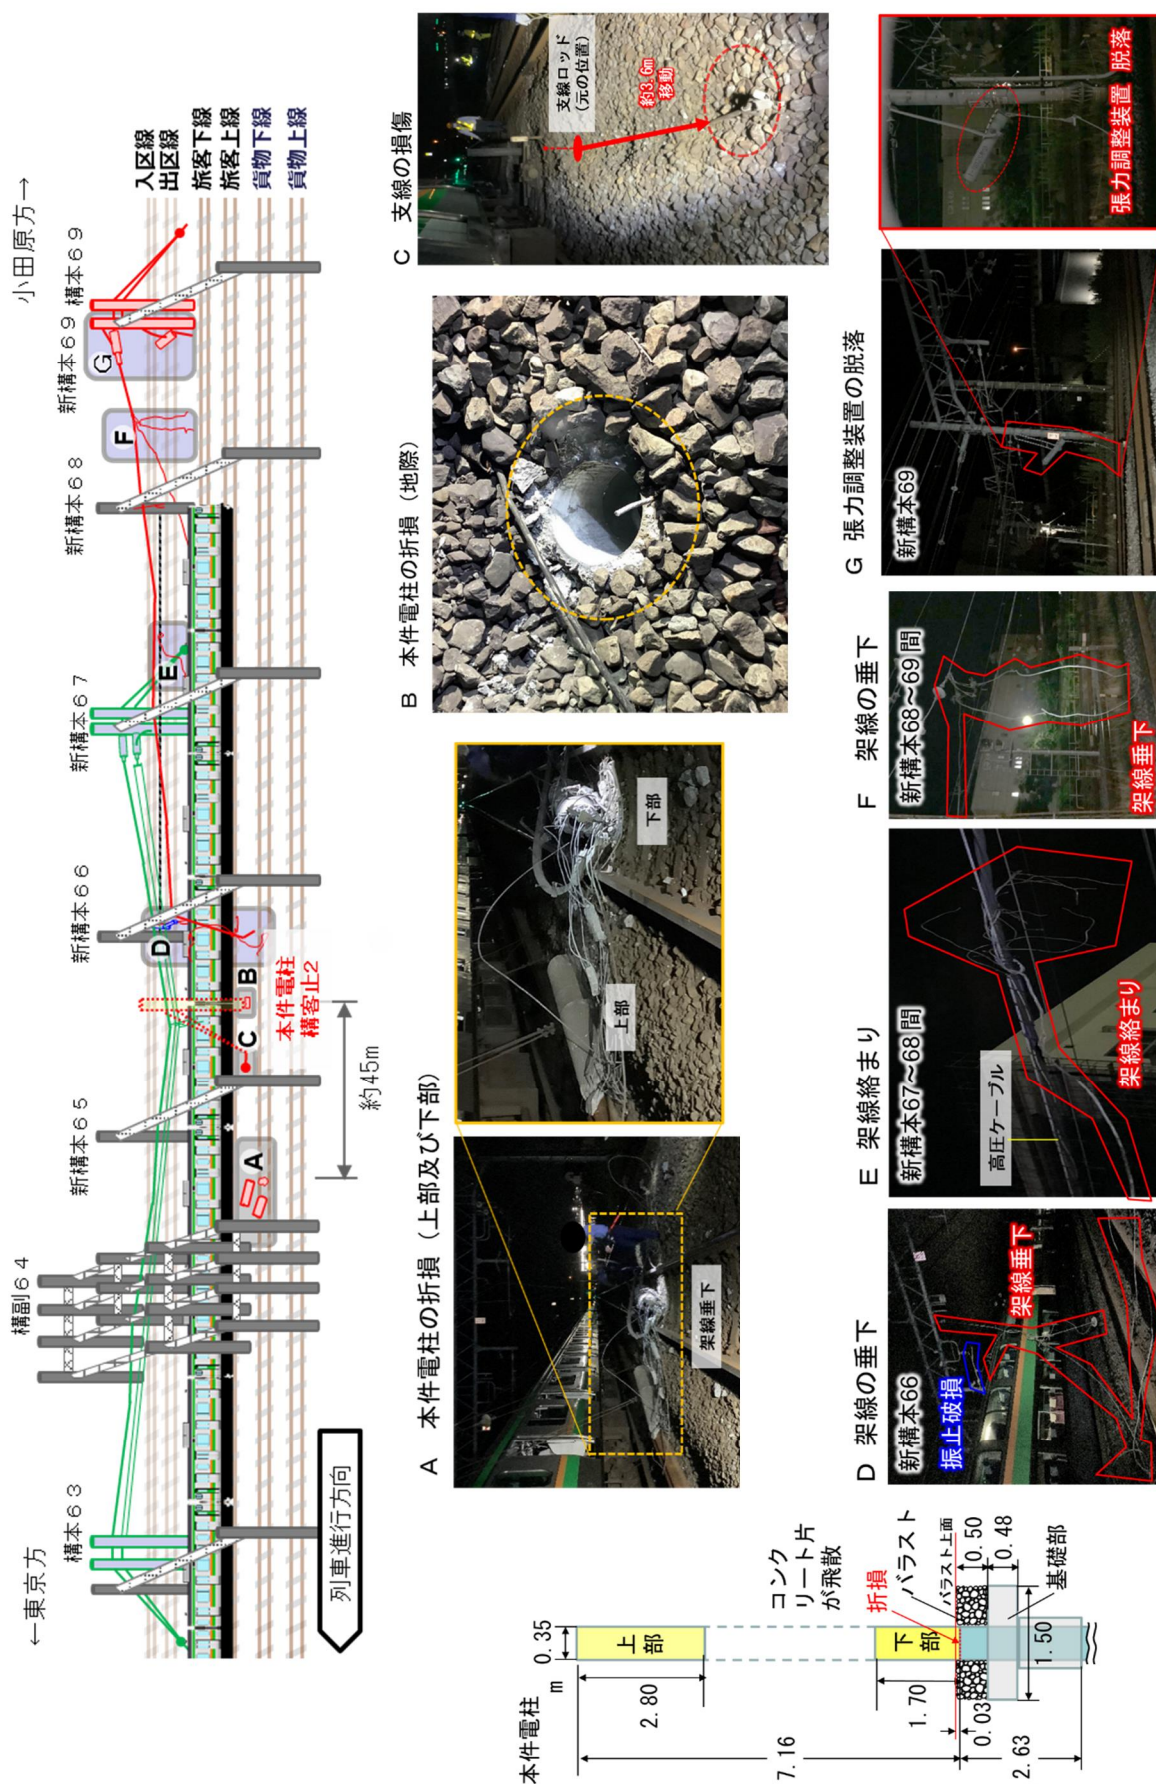 ←東京方
小田原方→
構本63
構副64
新構本65
新構本66
新構本67
新構本68
新構本69
構本69
入区線
出区線
旅客下線
旅客上線
貨物下線
貨物上線
A
C
B
D
E
F
G
本件電柱
構客止2
約45m
列車進行方向
本件電柱
m
0.35
上部
2.80
7.16
コンク
リート片
が飛散
下部
1.70
折損
バラスト
バラスト上面
0.03
0.50
0.48
2.63
1.50
基礎部
A 本件電柱の折損（上部及び下部）
架線垂下
上部
下部
B 本件電柱の折損（地際）
C 支線の損傷
支線ロッド
（元の位置）
約3.6m
移動
D 架線の垂下
新構本66
振止破損
架線垂下
E 架線絡まり
新構本67～68間
高圧ケーブル
架線絡まり
F 架線の垂下
新構本68～69間
架線垂下
G 張力調整装置の脱落
新構本69
張力調整装置 脱落